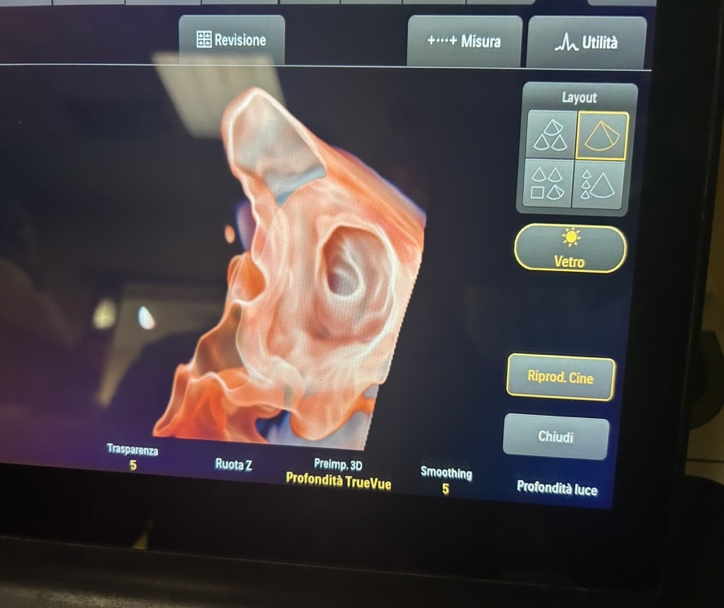 Revisione
Misura
Utilità
Layout
Vetro
Riprod. Cine
Chiudi
Trasparenza
5
Ruota Z
Preimp. 3D
Profondità TrueVue
Smoothing
5
Profondità luce